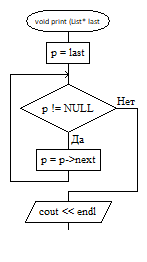 void print (List* last
p = last
p != NULL
Нет
Да
p = p->next
cout << endl